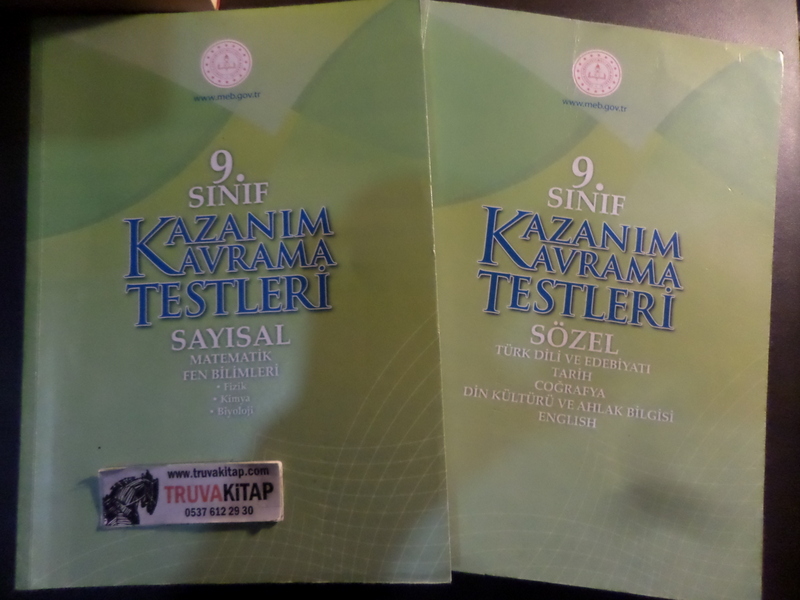 www.meb.gov.tr
9.
SINIF
KAZANIM
KAVRAMA
TESTLERİ
SAYISAL
MATEMATİK
FEN BİLİMLERİ
• Fizik
• Kimya
• Biyoloji
www.truvakitap.com
TRUVAKiTAP
0537 612 29 30
www.meb.gov.tr
9.
SINIF
KAZANIM
KAVRAMA
TESTLERİ
SÖZEL
TÜRK DİLİ VE EDEBİYATI
TARİH
COĞRAFYA
DİN KÜLTÜRÜ VE AHLAK BİLGİSİ
ENGLISH